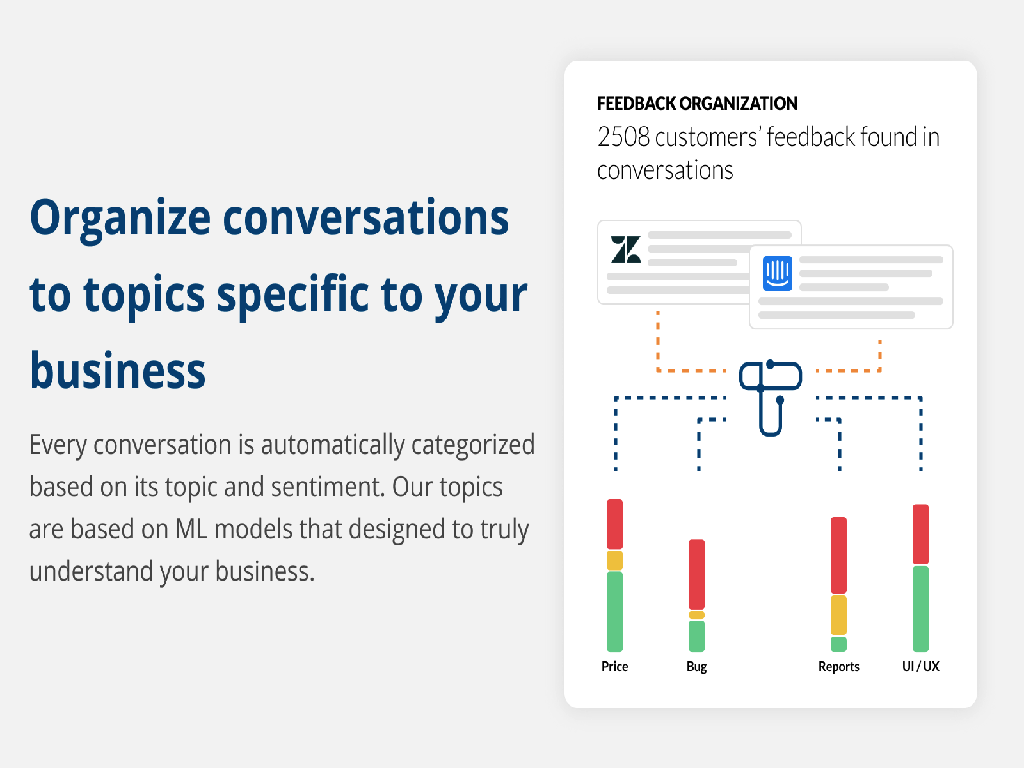 Organize conversations
to topics specific to your
business
Every conversation is automatically categorized
based on its topic and sentiment. Our topics
are based on ML models that designed to truly
understand your business.
FEEDBACK ORGANIZATION
2508 customers’ feedback found in
conversations
Price
Bug
Reports
UI / UX